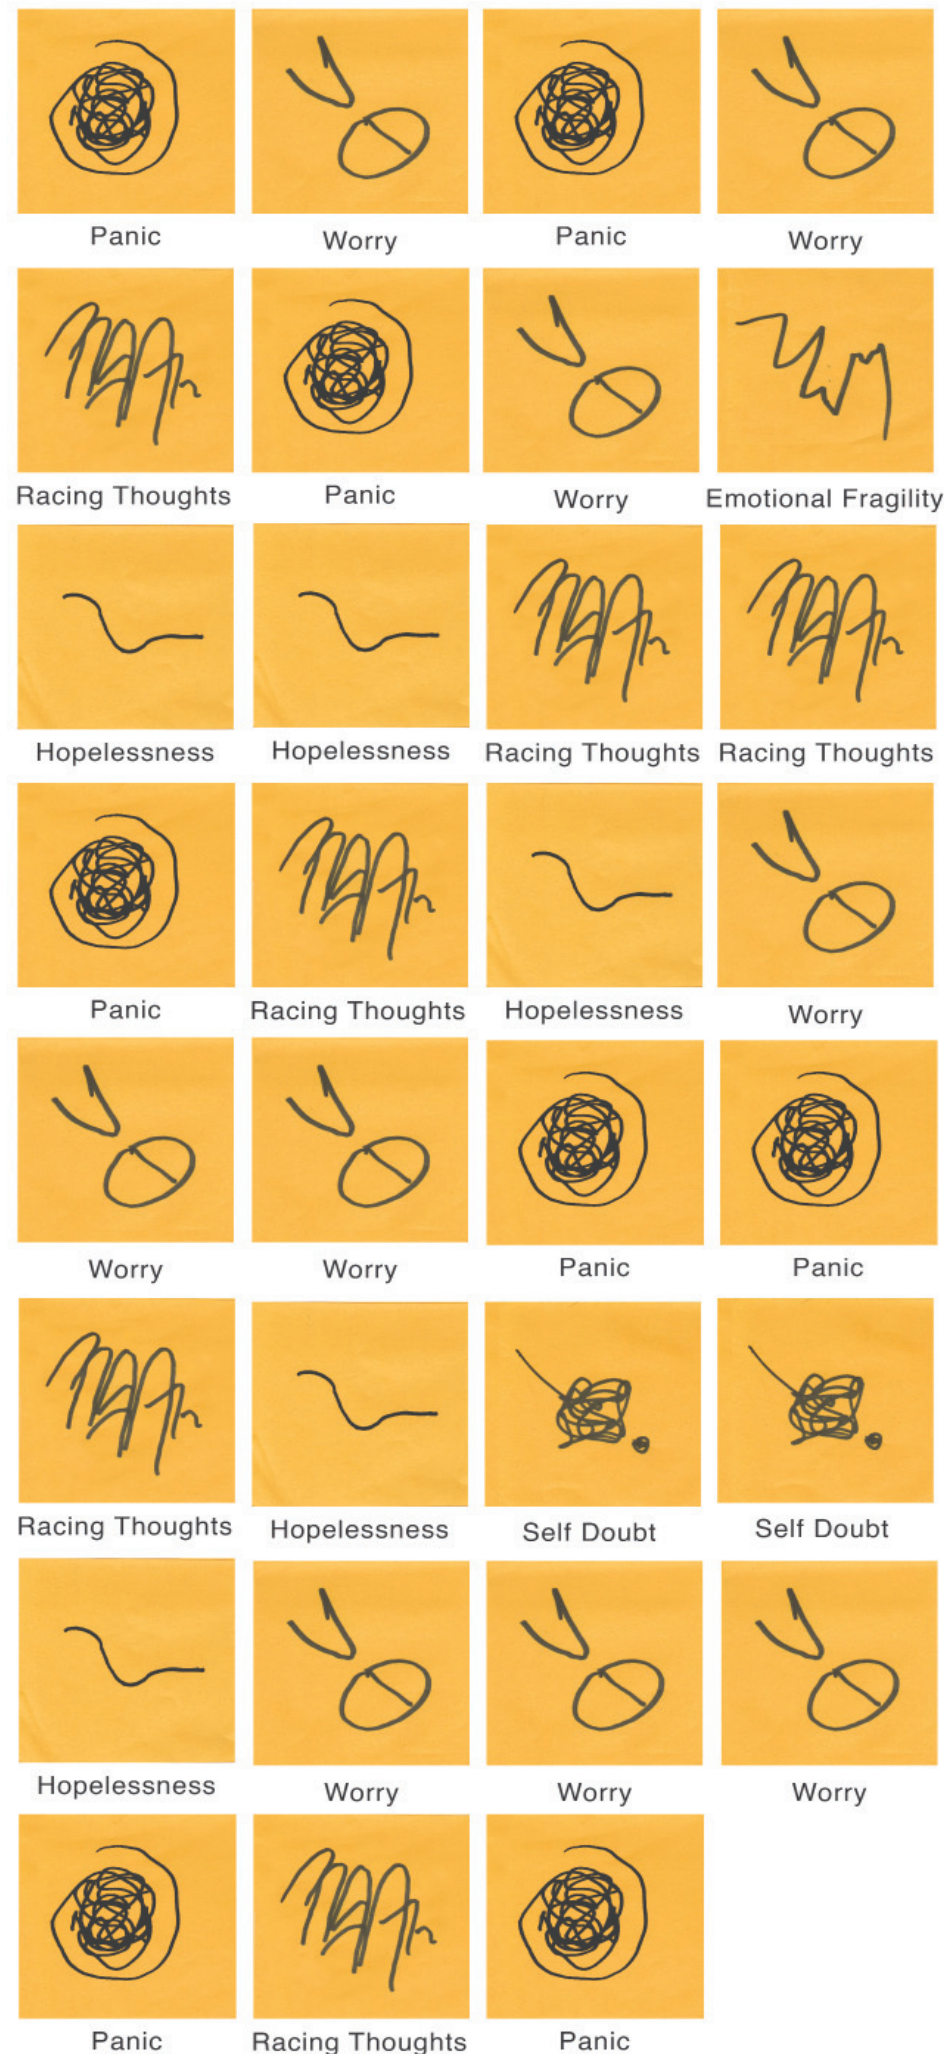 Panic Worry Panic Worry
Racing Thoughts Panic Worry Emotional Fragility
Hopelessness Hopelessness Racing Thoughts Racing Thoughts
Panic Racing Thoughts Hopelessness Worry
Worry Worry Panic Panic
Racing Thoughts Hopelessness Self Doubt Self Doubt
Hopelessness Worry Worry Worry
Panic Racing Thoughts Panic